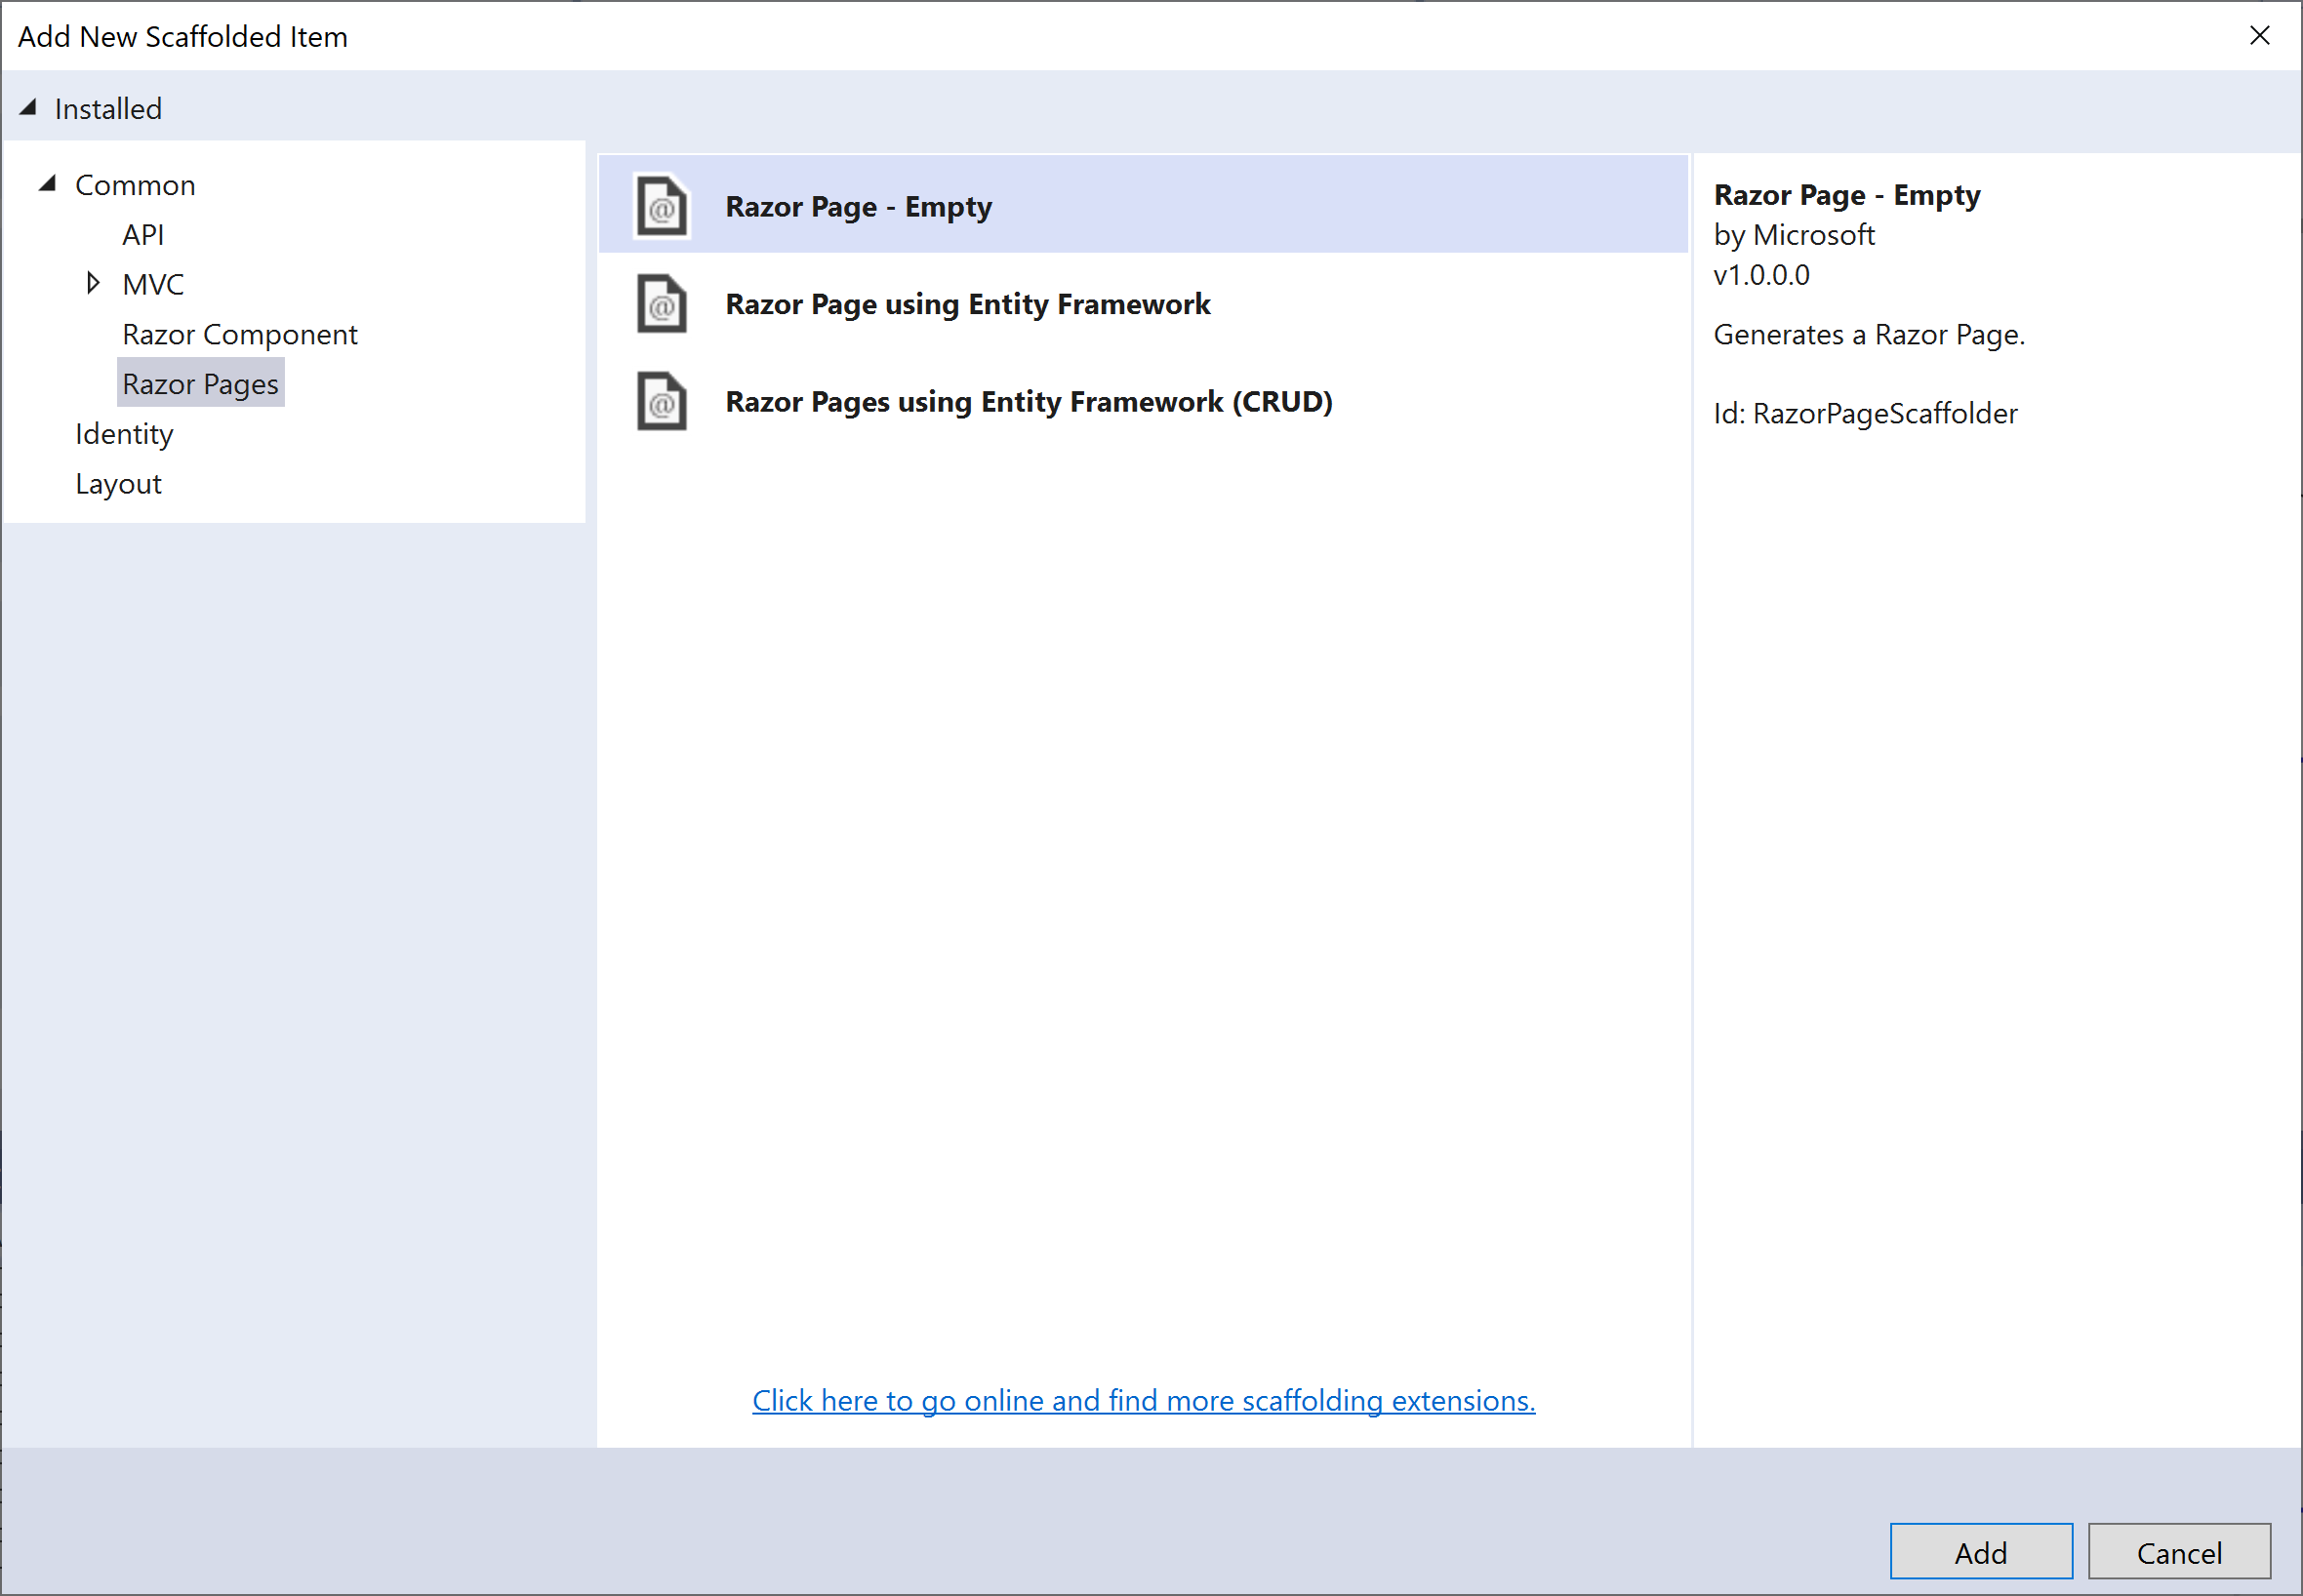 Add New Scaffolded Item
Installed
Common
API
MVC
Razor Component
Razor Pages
Identity
Layout
@ Razor Page - Empty
@ Razor Page using Entity Framework
@ Razor Pages using Entity Framework (CRUD)
Click here to go online and find more scaffolding extensions.
Razor Page - Empty
by Microsoft
v1.0.0.0
Generates a Razor Page.
Id: RazorPageScaffolder
Add
Cancel